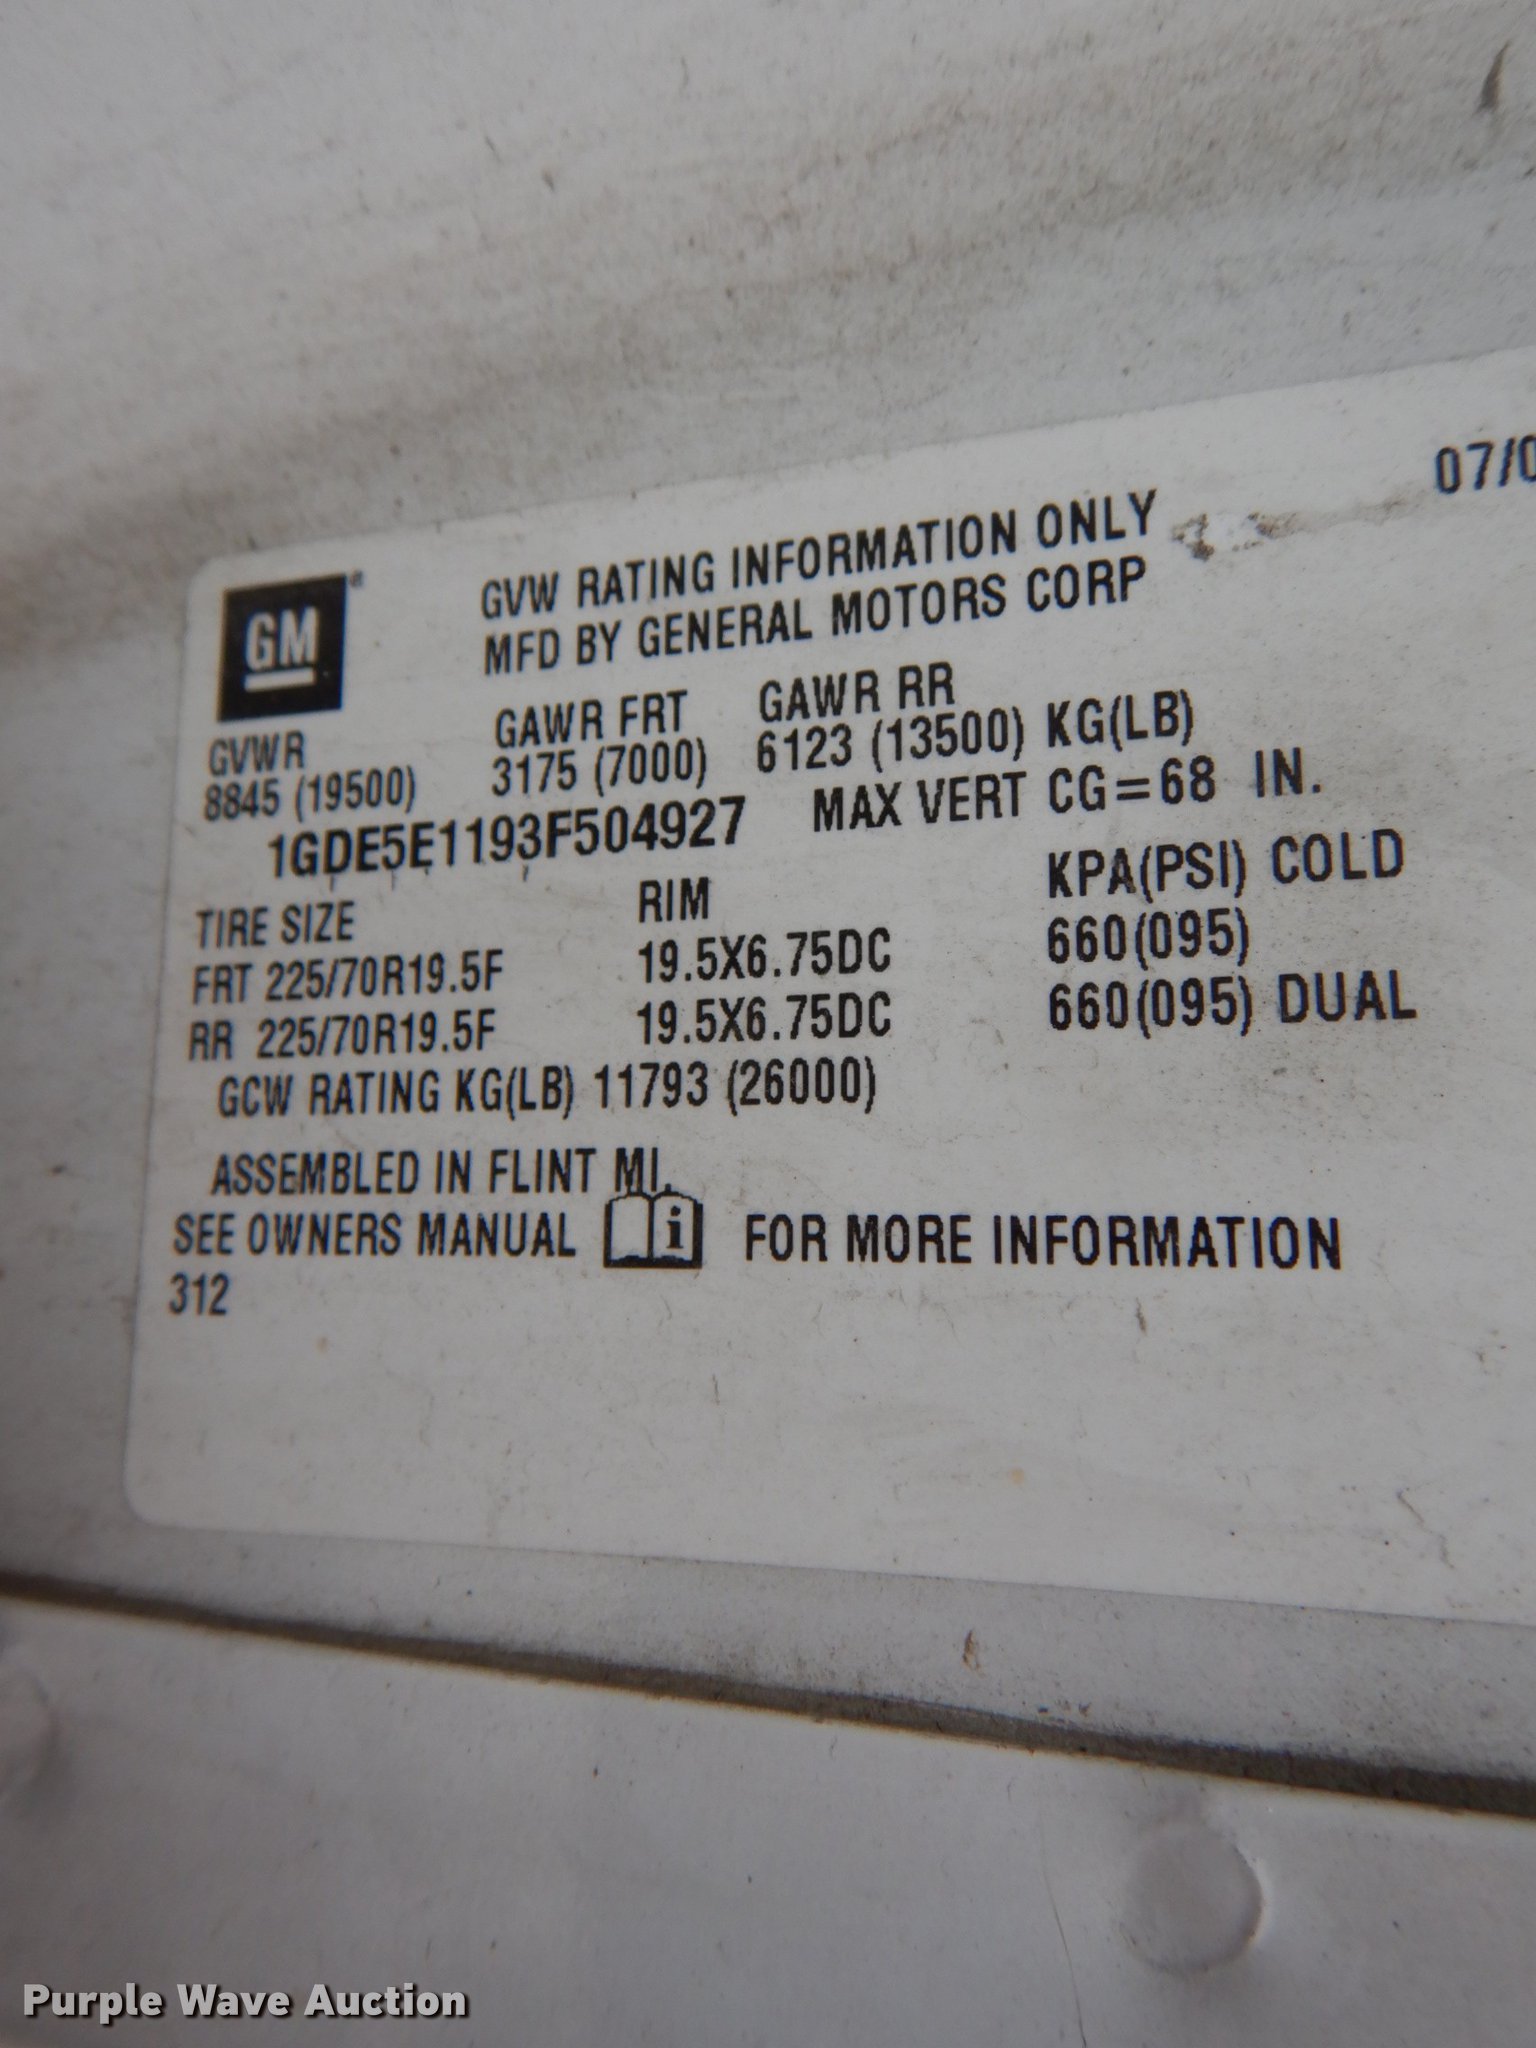 07/0
GM
GVW RATING INFORMATION ONLY
MFD BY GENERAL MOTORS CORP
GVWR GAWR FRT GAWR RR
8845 (19500) 3175 (7000) 6123 (13500) KG(LB)
1GDE5E1193F504927 MAX VERT CG=68 IN.
TIRE SIZE RIM KPA(PSI) COLD
FRT 225/70R19.5F 19.5X6.75DC 660(095)
RR 225/70R19.5F 19.5X6.75DC 660(095) DUAL
GCW RATING KG(LB) 11793 (26000)
ASSEMBLED IN FLINT MI.
SEE OWNERS MANUAL i FOR MORE INFORMATION
312
Purple Wave Auction